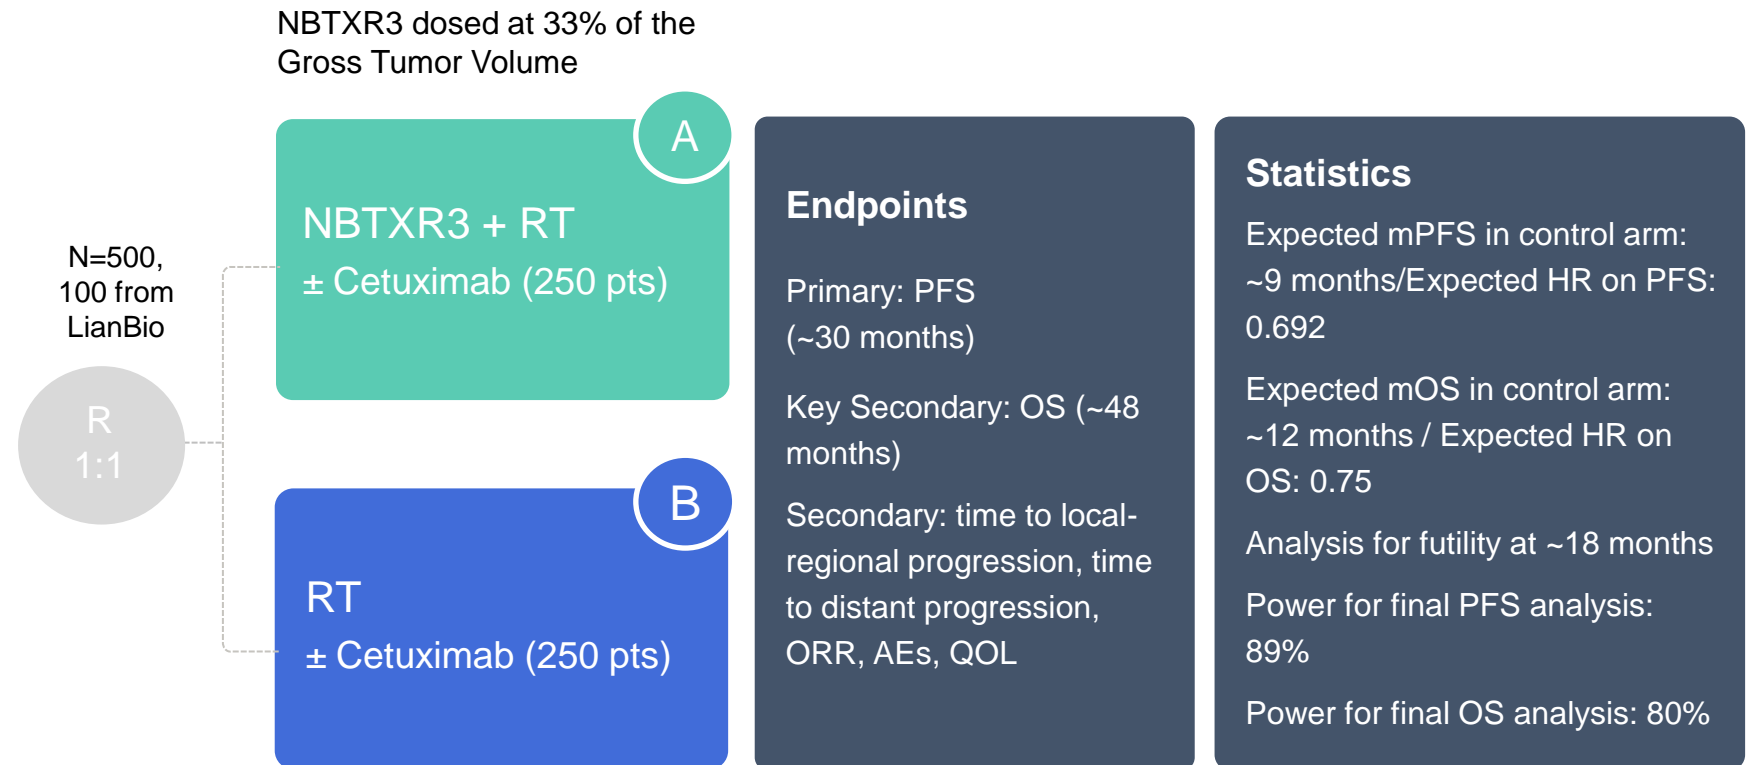 NBTXR3 dosed at 33% of the
Gross Tumor Volume
N=500,
100 from
LianBio
R
1:1
A
NBTXR3 + RT
± Cetuximab (250 pts)
B
RT
± Cetuximab (250 pts)
Endpoints
Primary: PFS
(~30 months)
Key Secondary: OS (~48
months)
Secondary: time to local-
regional progression, time
to distant progression,
ORR, AEs, QOL
Statistics
Expected mPFS in control arm:
~9 months/Expected HR on PFS:
0.692
Expected mOS in control arm:
~12 months / Expected HR on
OS: 0.75
Analysis for futility at ~18 months
Power for final PFS analysis:
89%
Power for final OS analysis: 80%